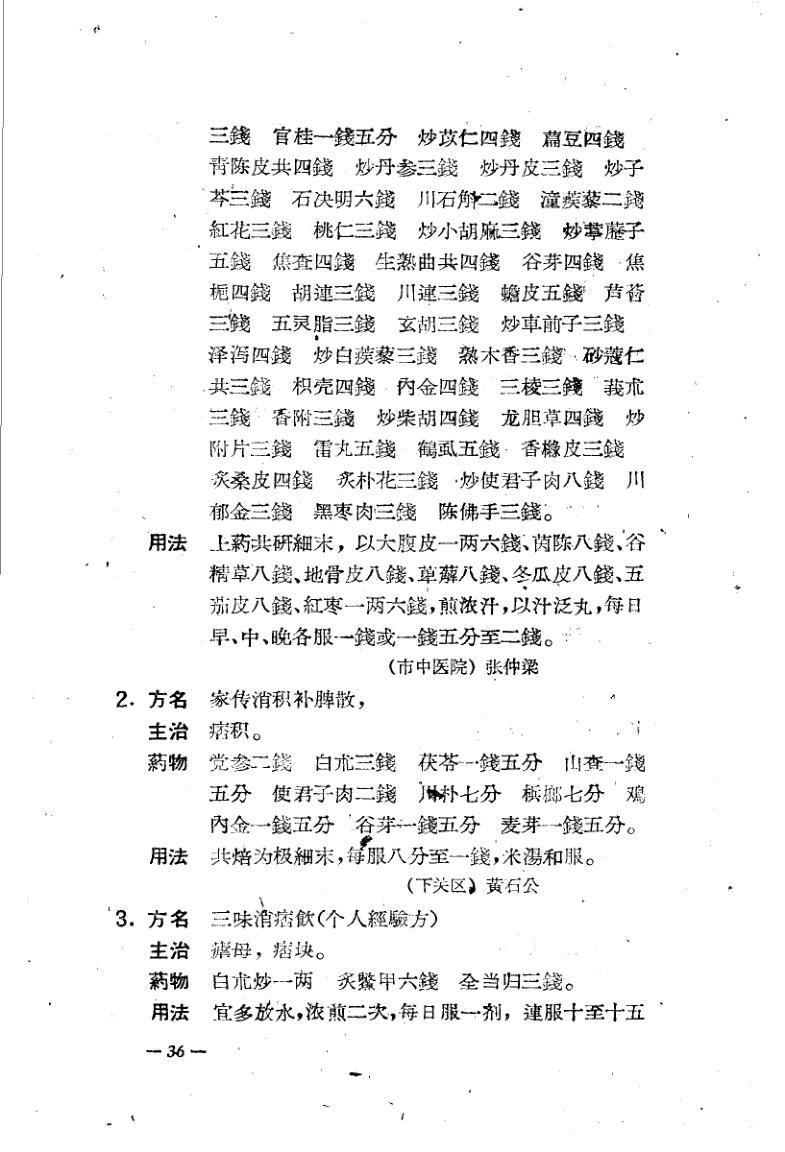 三錢 官桂一錢五分 炒苡仁四錢 萹豆四錢
青陈皮共四錢 炒丹参三錢 炒丹皮三錢 炒子
芩三錢 石决明六錢 川石斛二錢 潼蒺藜二錢
紅花三錢 桃仁三錢 炒小胡麻三錢 炒葶藶子
五錢 焦査四錢 生熟曲共四錢 谷芽四錢 焦
梔四錢 胡連三錢 川連三錢 蟾皮五錢 芦荟
三錢 五灵脂三錢 玄胡三錢 炒車前子三錢
泽泻四錢 炒白蒺藜三錢 熟木香三錢 砂蔻仁
共三錢 枳壳四錢 內金四錢 三棱三錢 莪朮
三錢 香附三錢 炒柴胡四錢 龙胆草四錢 炒
附片三錢 雷丸五錢 鶴虱五錢 香橼皮三錢
炙桑皮四錢 炙朴花三錢 炒使君子肉八錢 川
郁金三錢 黑枣肉三錢 陈佛手三錢。
用法 上葯共研細末，以大腹皮一两六錢、茵陈八錢、谷
精草八錢、地骨皮八錢、萆薢八錢、冬瓜皮八錢、五
茄皮八錢、紅枣一两六錢，煎浓汁，以汁泛丸，每日
早、中、晚各服一錢或一錢五分至二錢。
(市中医院) 张仲梁
2. 方名 家传消积补脾散，
主治 痞积。
葯物 党参二錢 白朮三錢 茯苓一錢五分 山査一錢
五分 使君子肉二錢 川朴七分 槟榔七分 鸡
內金一錢五分 谷芽一錢五分 麦芽一錢五分。
用法 共焙为极細末，每服八分至一錢，米湯和服。
(下关区) 黃石公
3. 方名 三味消痞飮(个人經驗方)
主治 瘧母，痞块。
葯物 白朮炒一两 炙鱉甲六錢 全当归三錢。
用法 宜多放水，浓煎二次，每日服一剂，連服十至十五
— 36 —